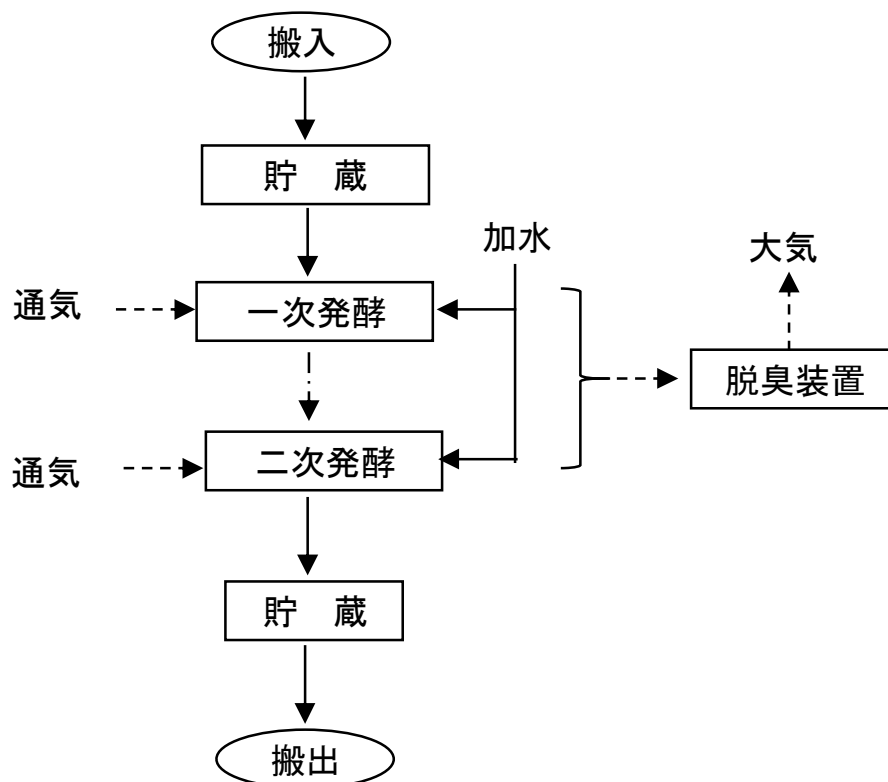 搬入
貯　蔵
加水
大気
通気
一次発酵
脱臭装置
二次発酵
通気
貯　蔵
搬出